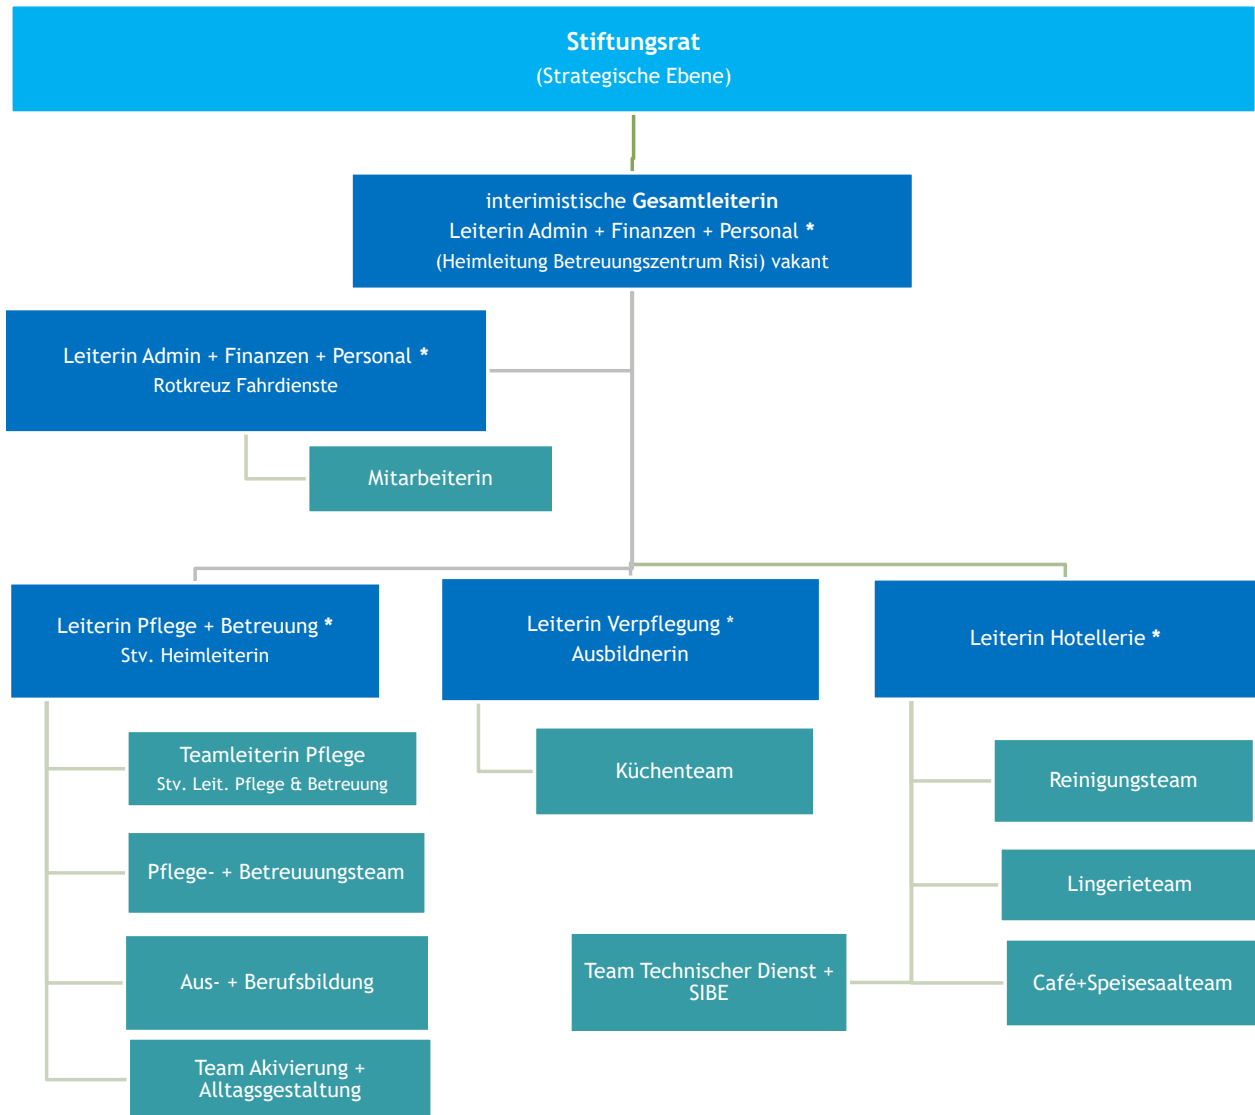 Stiftungsrat
(Strategische Ebene)
interimistische Gesamtleiterin
Leiterin Admin + Finanzen + Personal *
(Heimleitung Betreuungszentrum Risi) vakant
Leiterin Admin + Finanzen + Personal *
Rotkreuz Fahrdienste
Mitarbeiterin
Leiterin Pflege + Betreuung *
Stv. Heimleiterin
Leiterin Verpflegung *
Ausbildnerin
Leiterin Hotellerie *
Teamleiterin Pflege
Stv. Leit. Pflege & Betreuung
Küchenteam
Reinigungsteam
Pflege- + Betreuuungsteam
Lingerieteam
Aus- + Berufsbildung
Team Technischer Dienst +
SIBE
Café+Speisesaalteam
Team Akivierung +
Alltagsgestaltung